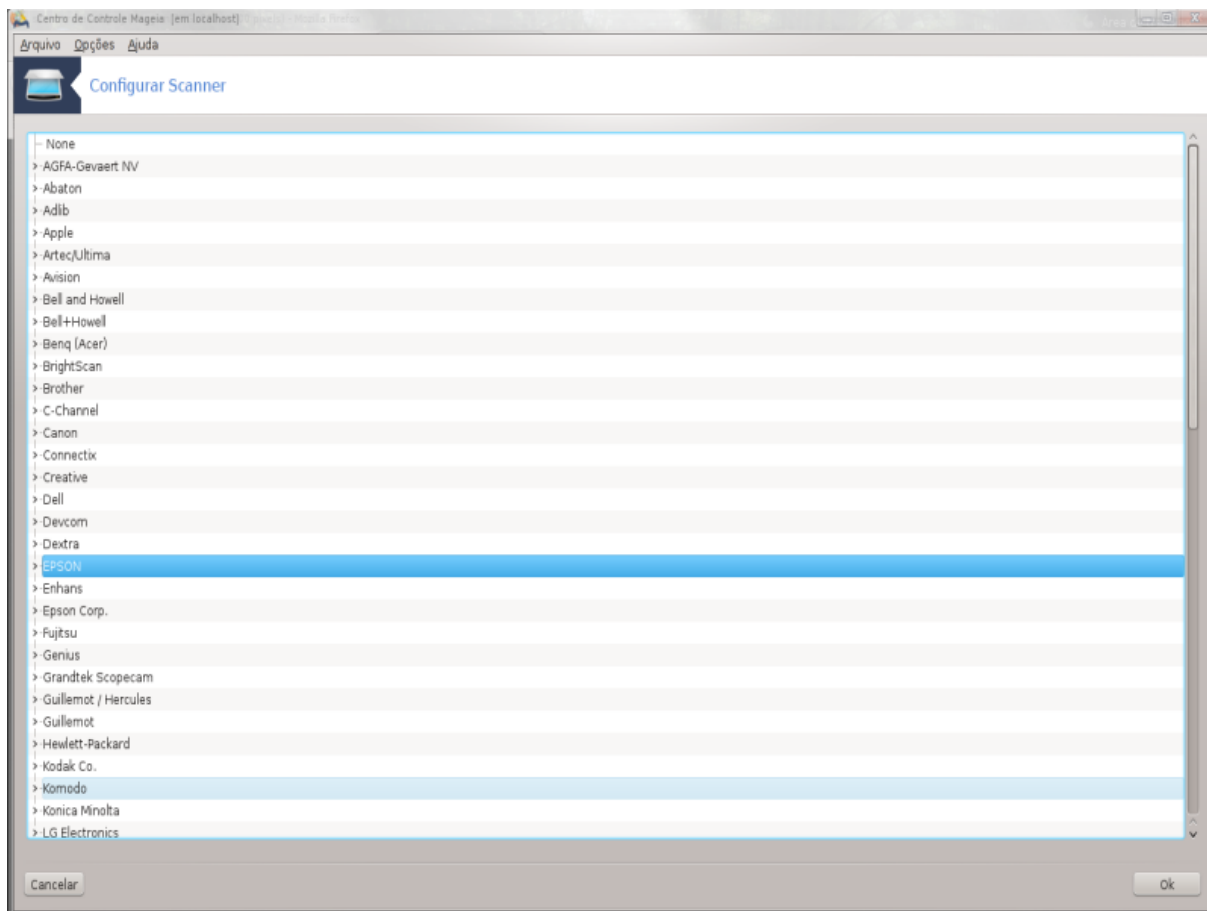 Centro de Controle Mageia [em localhost]
Arquivo Opções Ajuda
Configurar Scanner
None
AGFA-Gevaert NV
Abaton
Adlib
Apple
Artec/Ultima
Avision
Bell and Howell
Bell+Howell
Benq (Acer)
BrightScan
Brother
C-Channel
Canon
Connectix
Creative
Dell
Devcom
Dextra
EPSON
Enhans
Epson Corp.
Fujitsu
Genius
Grandtek Scopecam
Guillemot / Hercules
Guillemot
Hewlett-Packard
Kodak Co.
Komodo
Konica Minolta
LG Electronics
Cancelar
Ok